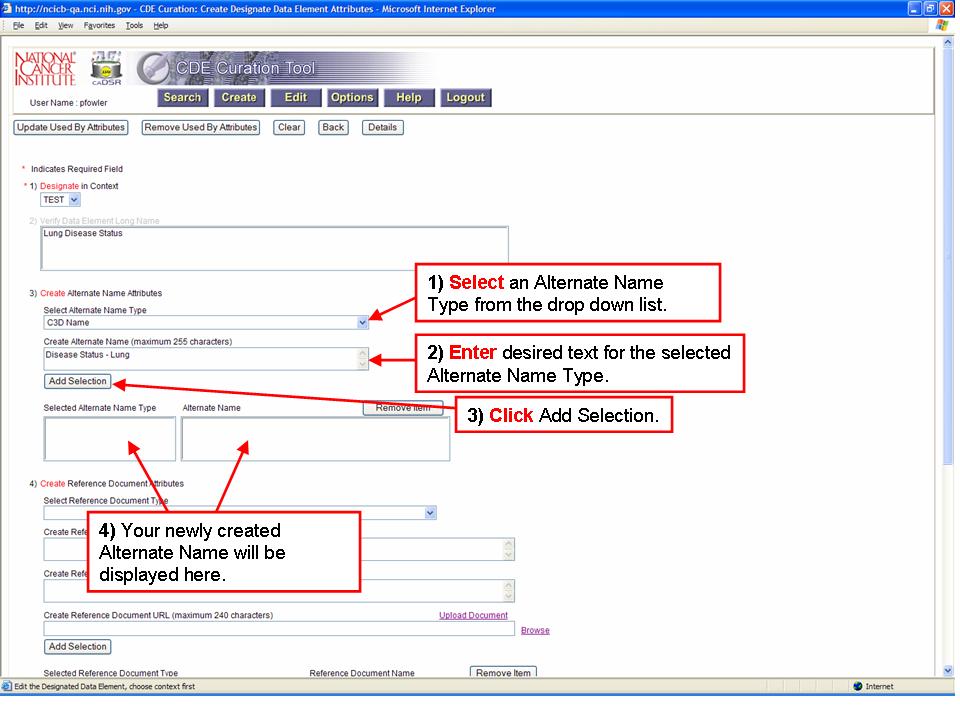 http://ncicb-qa.nci.nih.gov - CDE Curation: Create Designate Data Element Attributes - Microsoft Internet Explorer
File Edit View Favorites Tools Help
NATIONAL
CANCER
INSTITUTE
caDSR
CDE Curation Tool
User Name : pfowler
Search Create Edit Options Help Logout
Update Used By Attributes Remove Used By Attributes Clear Back Details
* Indicates Required Field
* 1) Designate in Context
TEST
2) Verify Data Element Long Name
Lung Disease Status
1) Select an Alternate Name
Type from the drop down list.
3) Create Alternate Name Attributes
Select Alternate Name Type
C3D Name
Create Alternate Name (maximum 255 characters)
Disease Status - Lung
2) Enter desired text for the selected
Alternate Name Type.
Add Selection
3) Click Add Selection.
Selected Alternate Name Type Alternate Name Remove Item
4) Create Reference Document Attributes
Select Reference Document Type
4) Your newly created
Alternate Name will be
displayed here.
Create Refe
Create Refe
Create Reference Document URL (maximum 240 characters) Upload Document
Browse
Add Selection
Selected Reference Document Type Reference Document Name Remove Item
Edit the Designated Data Element, choose context first Internet